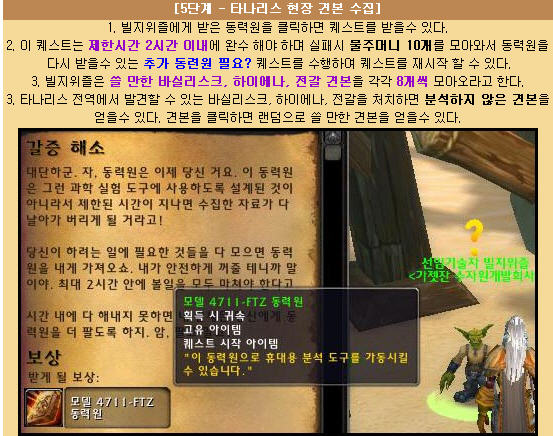 [5단계 - 타나리스 현장 견본 수집]
1. 빌지위즐에게 받은 동력원을 클릭하면 퀘스트를 받을수 있다.
2. 이 퀘스트는 제한시간 2시간 이내에 완수 해야 하며 실패시 물주머니 10개를 모아와서 동력원을
다시 받을수 있는 추가 동력원 필요? 퀘스트를 수행하며 퀘스트를 재시작 할 수 있다.
3. 빌지위즐은 쓸 만한 바실리스크, 하이에나, 전갈 견본을 각각 8개씩 모아오라고 한다.
3. 타나리스 전역에서 발견할 수 있는 바실리스크, 하이에나, 전갈을 처치하면 분석하지 않은 견본을
얻을수 있다. 견본을 클릭하면 랜덤으로 쓸 만한 견본을 얻을수 있다.
갈증 해소
대단하군. 자, 동력원은 이제 당신 거요. 이 동력원
은 그런 과학 실험 도구에 사용하도록 설계된 것이
아니라서 제한된 시간이 지나면 수집한 자료가 다
날아가 버리게 될 거라고!
당신이 하려는 일에 필요한 것들을 다 모으면 동력
원을 내게 가져오쇼. 내가 안전하게 꺼줄 테니까 말
이야. 최대 2시간 안에 볼일을 모두 마쳐야 한다고
시간 내에 다 해내지 못하면
원을 더 팔도록 하지. 암,
모델 4711-FTZ 동력원
획득 시 귀속
고유 아이템
퀘스트 시작 아이템
"이 동력원으로 휴대용 분석 도구를 가동시킬
수 있습니다."
보상
받게 될 보상:
모델 4711-FTZ
동력원
?
선임기술자 빌지위즐
<가젯잔 수자원개발회사